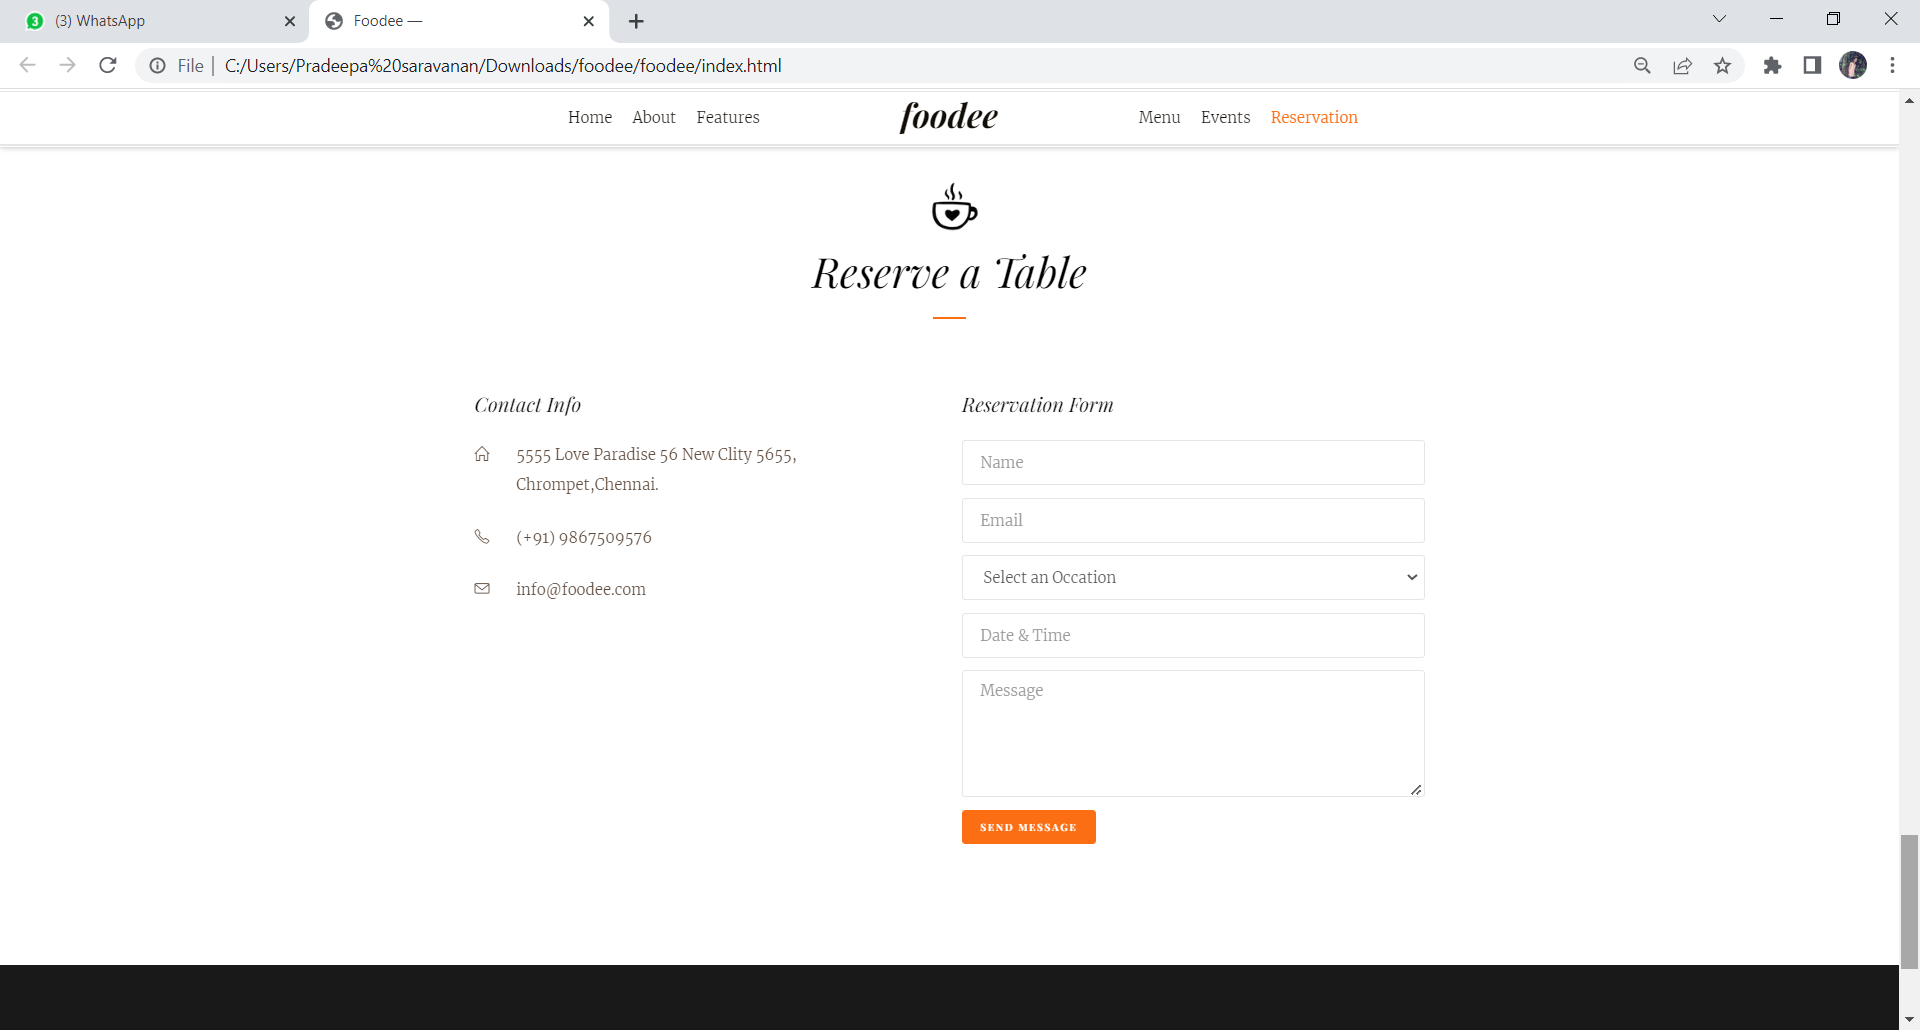 3 (3) WhatsApp
Foodee —
File | C:/Users/Pradeepa%20saravanan/Downloads/foodee/foodee/index.html
Home About Features foodee Menu Events Reservation
Reserve a Table
Contact Info
5555 Love Paradise 56 New Clity 5655,
Chrompet,Chennai.
(+91) 9867509576
info@foodee.com
Reservation Form
Name
Email
Select an Occation
Date & Time
Message
SEND MESSAGE